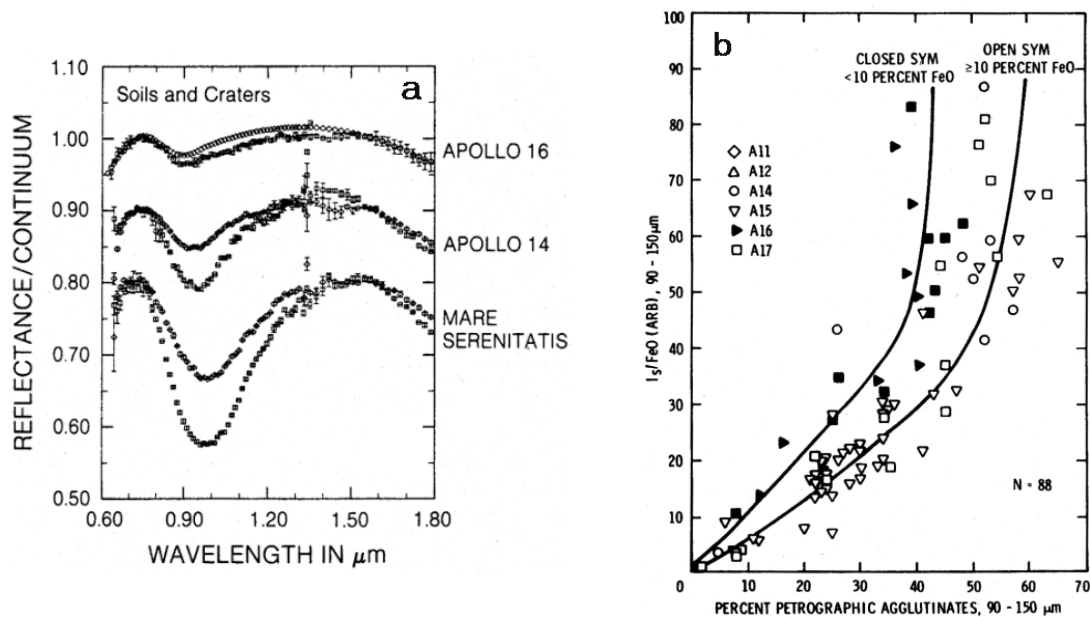 a
Soils and Craters
1.10
1.00
0.90
0.80
0.70
0.60
0.50
REFLECTANCE/CONTINUUM
APOLLO 16
APOLLO 14
MARE
SERENITATIS
0.60
0.90
1.20
1.50
1.80
WAVELENGTH IN μm
b
CLOSED SYM
<10 PERCENT FeO
OPEN SYM
≥10 PERCENT FeO
90
80
70
60
50
40
30
20
10
0
Is/FeO (ARB), 90 - 150μm
A11
A12
A14
A15
A16
A17
N = 88
0
10
20
30
40
50
60
70
PERCENT PETROGRAPHIC AGGLUTINATES, 90 - 150 μm